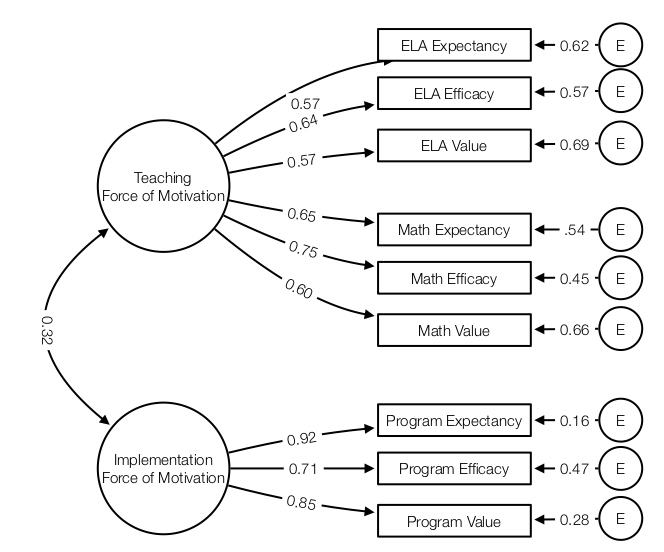 ELA Expectancy
0.62
E
0.57
ELA Efficacy
0.57
E
0.64
ELA Value
0.69
E
0.57
Teaching
Force of Motivation
0.65
Math Expectancy
.54
E
0.75
Math Efficacy
0.45
E
0.60
Math Value
0.66
E
0.32
Program Expectancy
0.16
E
0.92
Implementation
Force of Motivation
0.71
Program Efficacy
0.47
E
0.85
Program Value
0.28
E